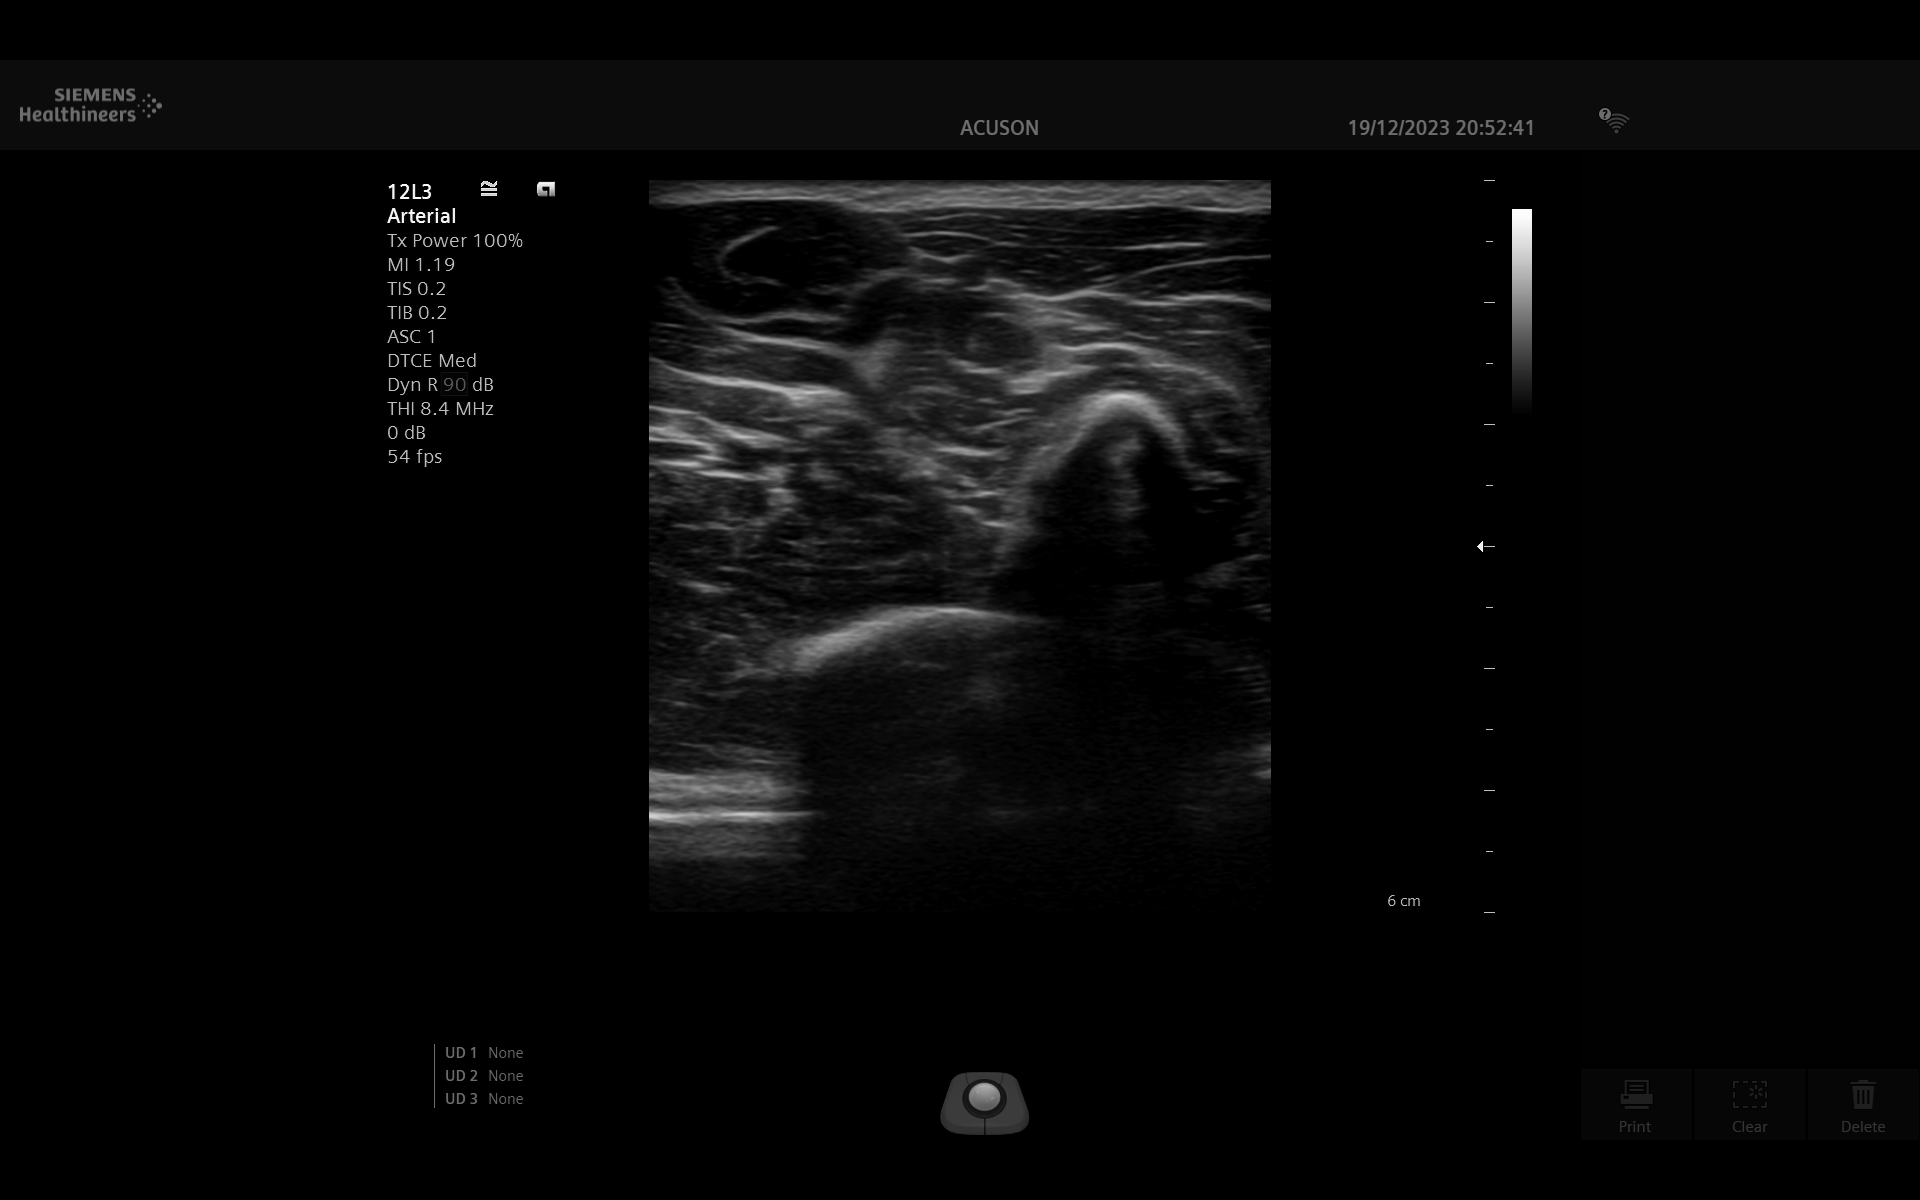 SIEMENS
Healthineers
ACUSON
19/12/2023 20:52:41
12L3
Arterial
Tx Power 100%
MI 1.19
TIS 0.2
TIB 0.2
ASC 1
DTCE Med
Dyn R 90 dB
THI 8.4 MHz
0 dB
54 fps
6 cm
UD 1 None
UD 2 None
UD 3 None
Print
Clear
Delete